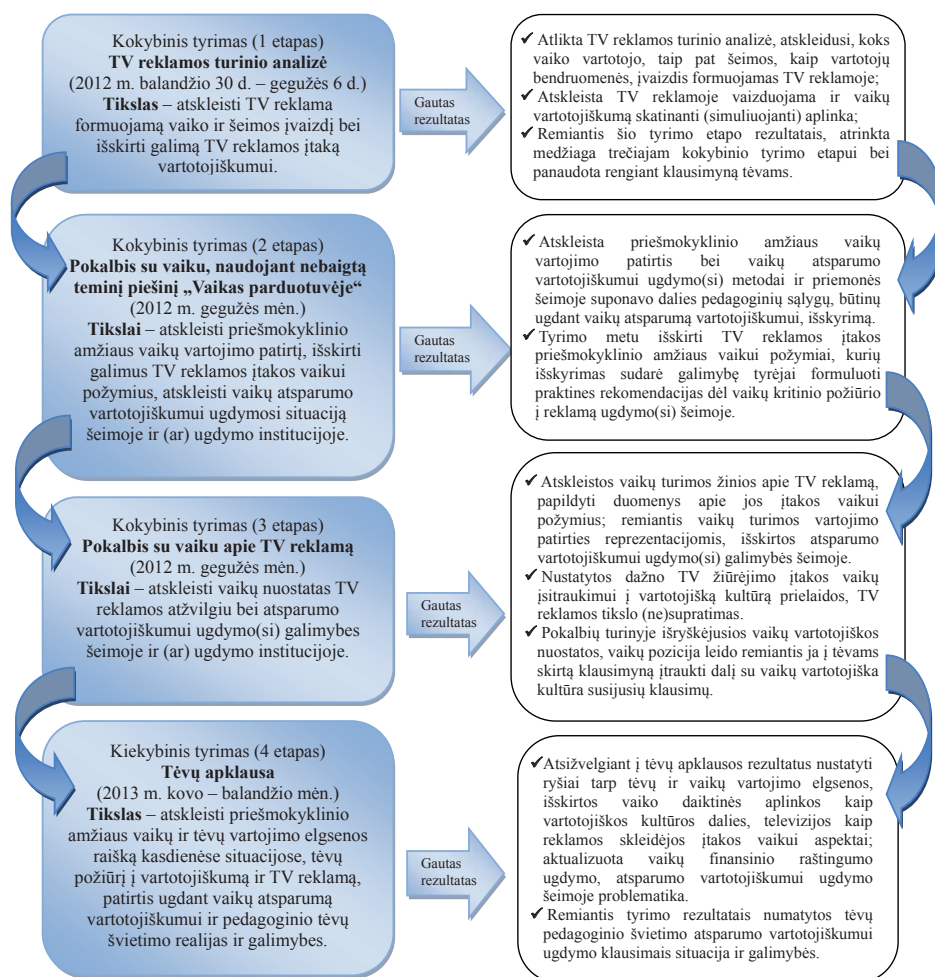 Kokybinis tyrimas (1 etapas)
TV reklamos turinio analizė
(2012 m. balandžio 30 d. – gegužės 6 d.)
Tikslas – atskleisti TV reklama
formuojamą vaiko ir šeimos įvaizdį bei
išskirti galimą TV reklamos įtaką
vartotojiškumui.
Gautas
rezultatas
✓ Atlikta TV reklamos turinio analizė, atskleidusi, koks
vaiko vartotojo, taip pat šeimos, kaip vartotojų
bendruomenės, įvaizdis formuojamas TV reklamoje;
✓ Atskleista TV reklamoje vaizduojama ir vaikų
vartotojiškumą skatinanti (simuliuojanti) aplinka;
✓ Remiantis šio tyrimo etapo rezultatais, atrinkta
medžiaga trečiajam kokybinio tyrimo etapui bei
panaudota rengiant klausimyną tėvams.
Kokybinis tyrimas (2 etapas)
Pokalbis su vaiku, naudojant nebaigtą
teminį piešinį „Vaikas parduotuvėje“
(2012 m. gegužės mėn.)
Tikslai – atskleisti priešmokyklinio
amžiaus vaikų vartojimo patirtį, išskirti
galimus TV reklamos įtakos vaikui
požymius, atskleisti vaikų atsparumo
vartotojiškumui ugdymosi situaciją
šeimoje ir (ar) ugdymo institucijoje.
Gautas
rezultatas
✓ Atskleista priešmokyklinio amžiaus vaikų
vartojimo patirtis bei vaikų atsparumo
vartotojiškumui ugdymo(si) metodai ir priemonės
šeimoje suponavo dalies pedagoginių sąlygų, būtinų
ugdant vaikų atsparumą vartotojiškumui, išskyrimą.
✓ Tyrimo metu išskirti TV reklamos įtakos
priešmokyklinio amžiaus vaikui požymiai, kurių
išskyrimas sudarė galimybę tyrėjai formuluoti
praktines rekomendacijas dėl vaikų kritinio požiūrio
į reklamą ugdymo(si) šeimoje.
Kokybinis tyrimas (3 etapas)
Pokalbis su vaiku apie TV reklamą
(2012 m. gegužės mėn.)
Tikslai – atskleisti vaikų nuostatas TV
reklamos atžvilgiu bei atsparumo
vartotojiškumui ugdymo(si) galimybes
šeimoje ir (ar) ugdymo institucijoje.
Gautas
rezultatas
✓ Atskleistos vaikų turimos žinios apie TV reklamą,
papildyti duomenys apie jos įtakos vaikui
požymius; remiantis vaikų turimos vartojimo
patirties reprezentacijomis, išskirtos atsparumo
vartotojiškumui ugdymo(si) galimybės šeimoje.
✓ Nustatytos dažno TV žiūrėjimo įtakos vaikų
įsitraukimui į vartotojišką kultūrą prielaidos, TV
reklamos tikslo (ne)supratimas.
✓ Pokalbių turinyje išryškėjusios vaikų vartotojiškos
nuostatos, vaikų pozicija leido remiantis ja į tėvams
skirtą klausimyną įtraukti dalį su vaikų vartotojiška
kultūra susijusių klausimų.
Kiekybinis tyrimas (4 etapas)
Tėvų apklausa
(2013 m. kovo – balandžio mėn.)
Tikslas – atskleisti priešmokyklinio
amžiaus vaikų ir tėvų vartojimo elgsenos
raišką kasdienėse situacijose, tėvų
požiūrį į vartotojiškumą ir TV reklamą,
patirtis ugdant vaikų atsparumą
vartotojiškumui ir pedagoginio tėvų
švietimo realijas ir galimybes.
Gautas
rezultatas
✓ Atsižvelgiant į tėvų apklausos rezultatus nustatyti
ryšiai tarp tėvų ir vaikų vartojimo elgsenos,
išskirtos vaiko daiktinės aplinkos kaip
vartotojiškos kultūros dalies, televizijos kaip
reklamos skleidėjos įtakos vaikui aspektai;
aktualizuota vaikų finansinio raštingumo
ugdymo, atsparumo vartotojiškumui ugdymo
šeimoje problematika.
✓ Remiantis tyrimo rezultatais numatytos tėvų
pedagoginio švietimo atsparumo vartotojiškumui
ugdymo klausimais situacija ir galimybės.